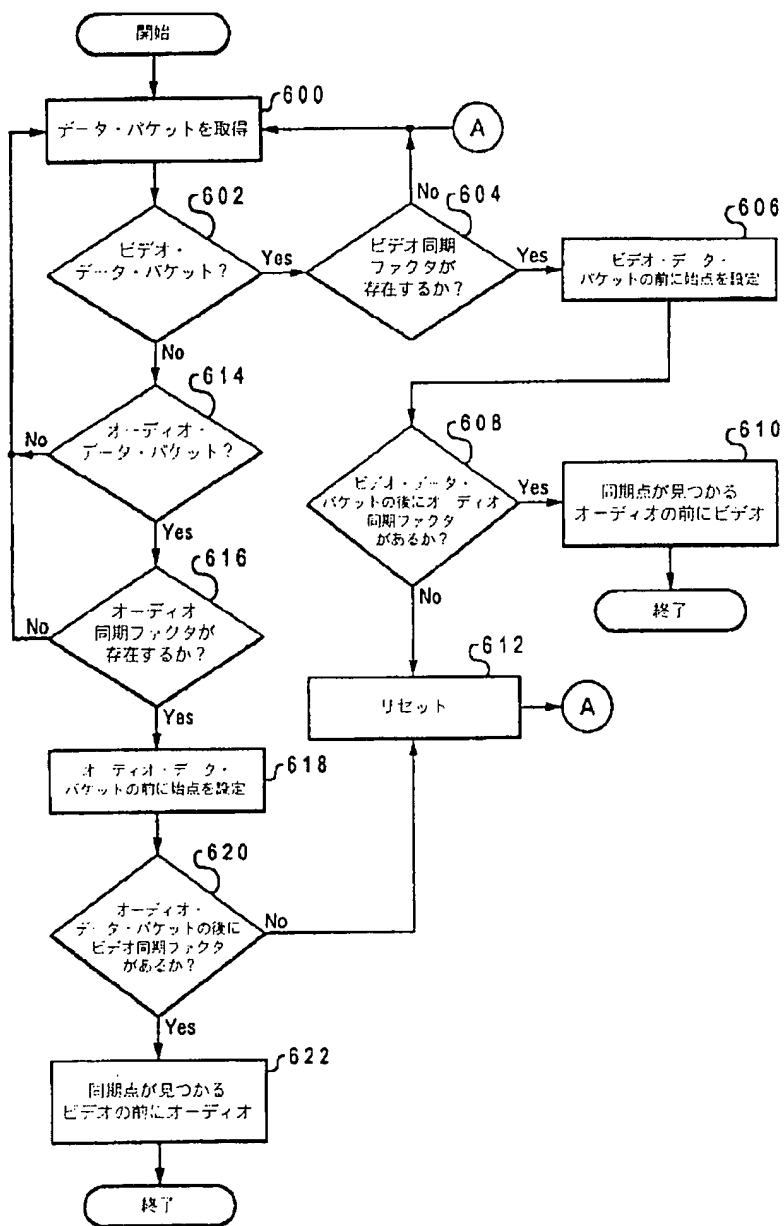 開始
600
データ・パケットを取得
A
602
ビデオ・
データ・パケット?
Yes
No
604
ビデオ同期
ファクタが
存在するか?
No
Yes
606
ビデオ・データ・
パケットの前に始点を設定
614
オーディオ・
データ・パケット?
No
Yes
608
ビデオ・データ・
パケットの後にオーディオ
同期ファクタ
があるか?
Yes
No
610
同期点が見つかる
オーディオの前にビデオ
終了
616
オーディオ
同期ファクタが
存在するか?
No
Yes
612
リセット
A
618
オーディオ・データ・
パケットの前に始点を設定
620
オーディオ・
データ・パケットの後に
ビデオ同期ファクタ
があるか?
No
Yes
622
同期点が見つかる
ビデオの前にオーディオ
終了